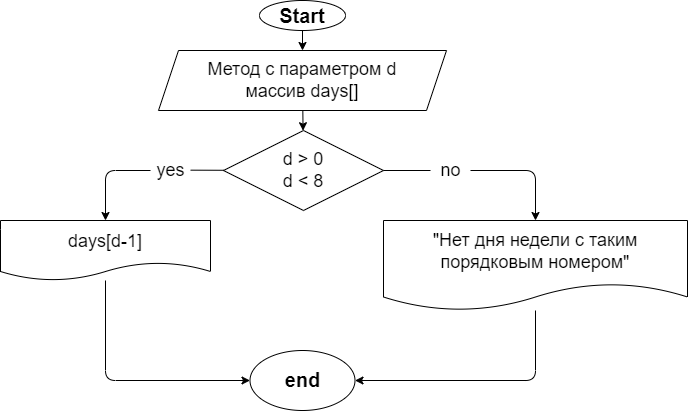 Start
Метод с параметром d
массив days[]
d > 0
d < 8
yes
no
days[d-1]
"Нет дня недели с таким
порядковым номером"
end